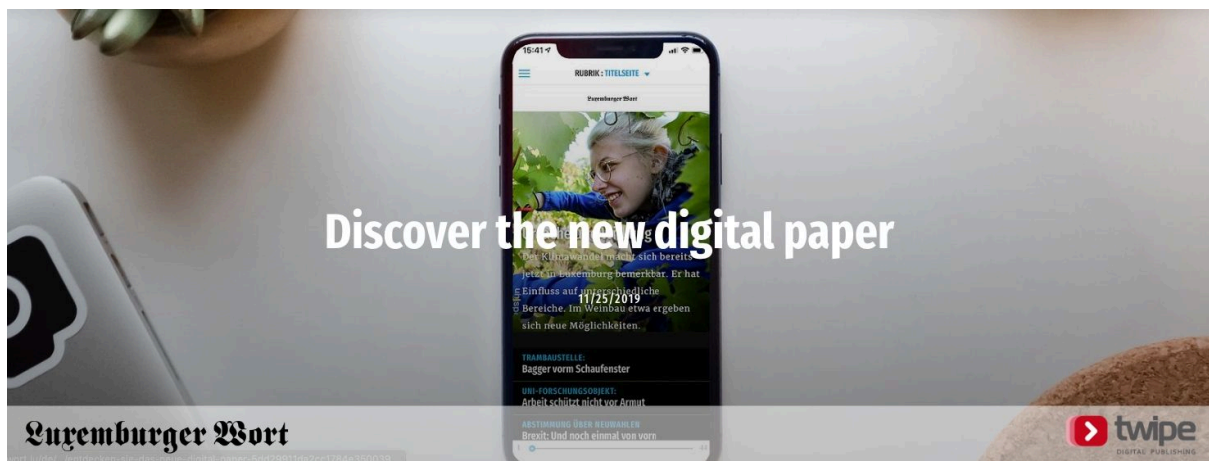 15:41
RUBRIK : TITELSEITE
Luxemburger Wort
Discover the new digital paper
Der Klimawandel macht sich bereits
jetzt in Luxemburg bemerkbar. Er hat
Einfluss auf unterschiedliche
11/25/2019
Bereiche. Im Weinbau etwa ergeben
sich neue Möglichkeiten.
TRAMBAUSTELLE:
Bagger vorm Schaufenster
UNI-FORSCHUNGSOBJEKT:
Arbeit schützt nicht vor Armut
ABSTIMMUNG ÜBER NEUWAHLEN
Brexit: Und noch einmal von vorn
Luxemburger Wort
twipe
DIGITAL PUBLISHING